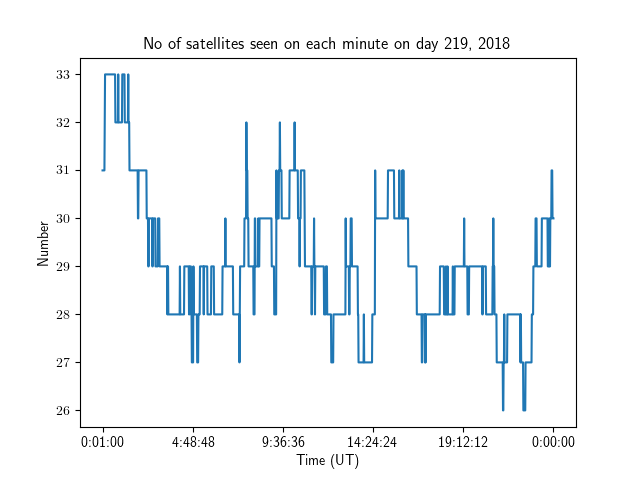 No of satellites seen on each minute on day 219, 2018
33
32
31
30
29
28
27
26
Number
0:01:00 4:48:48 9:36:36 14:24:24 19:12:12 0:00:00
Time (UT)